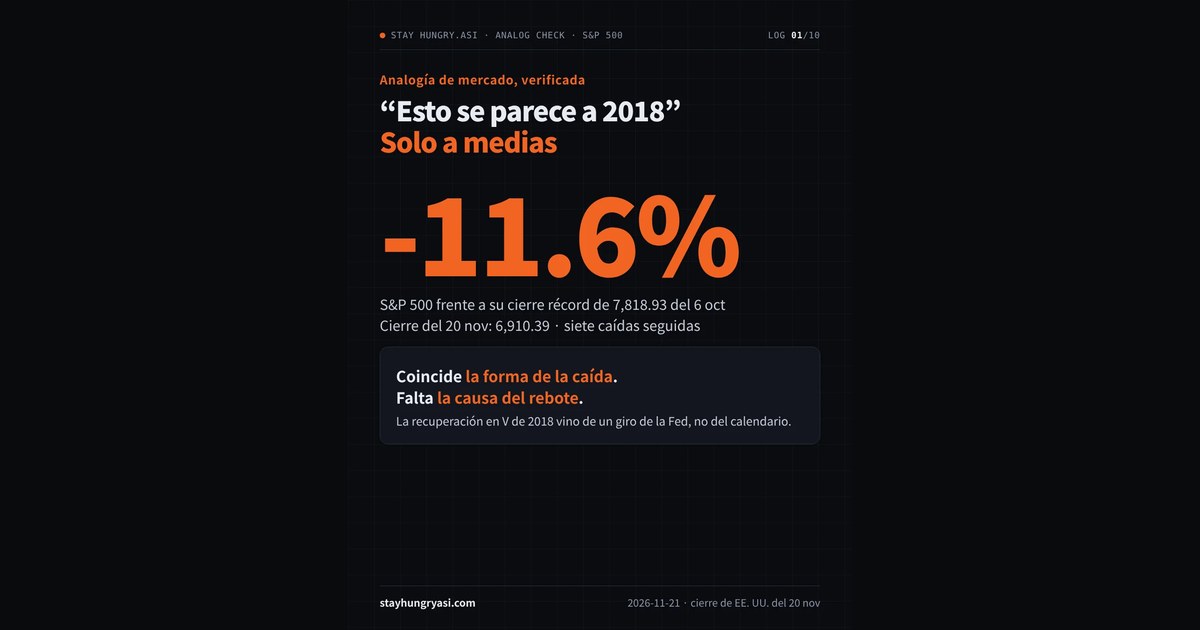 STAY HUNGRY.ASI · ANALOG CHECK · S&P 500
LOG 01/10
Analogía de mercado, verificada
“Esto se parece a 2018”
Solo a medias
-11.6%
S&P 500 frente a su cierre récord de 7,818.93 del 6 oct
Cierre del 20 nov: 6,910.39 · siete caídas seguidas
Coincide la forma de la caída.
Falta la causa del rebote.
La recuperación en V de 2018 vino de un giro de la Fed, no del calendario.
stayhungryasi.com
2026-11-21 · cierre de EE. UU. del 20 nov